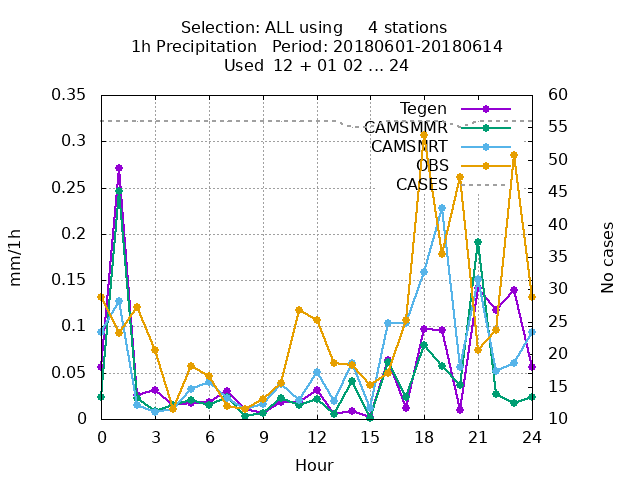 Selection: ALL using     4 stations
1h Precipitation   Period: 20180601-20180614
Used  12 + 01 02 ... 24
0.35
0.3
0.25
0.2
0.15
0.1
0.05
0
60
55
50
45
40
35
30
25
20
15
10
mm/1h
No cases
Tegen
CAMSMMR
CAMSNRT
OBS
CASES
0 3 6 9 12 15 18 21 24
Hour